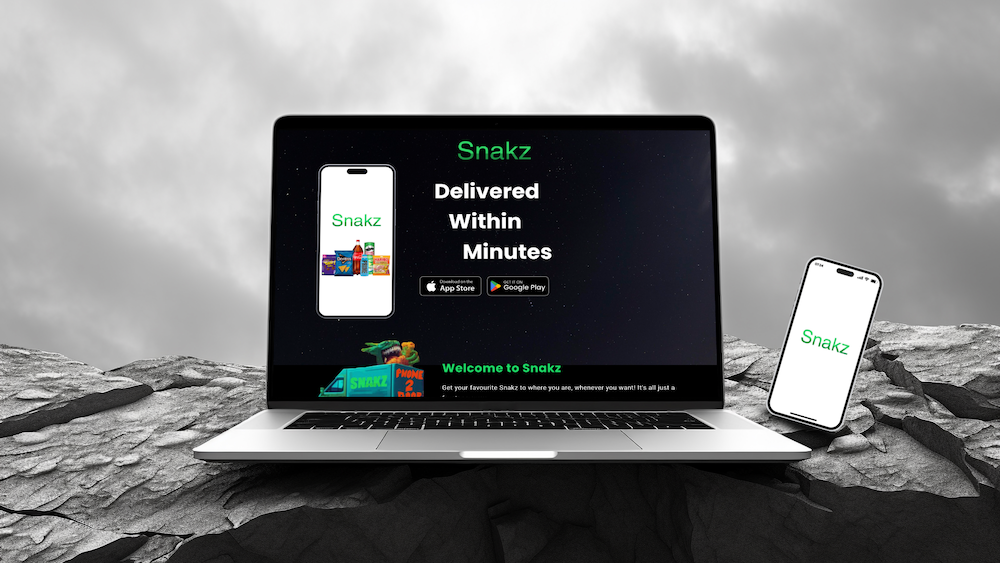 Snakz
Delivered
Within
Minutes
Snakz
Doritos
Download on the
App Store
GET IT ON
Google Play
SNAKZ
PHONE
2
DOOR
Welcome to Snakz
Get your favourite Snakz to where you are, whenever you want! It's all just a
Snakz